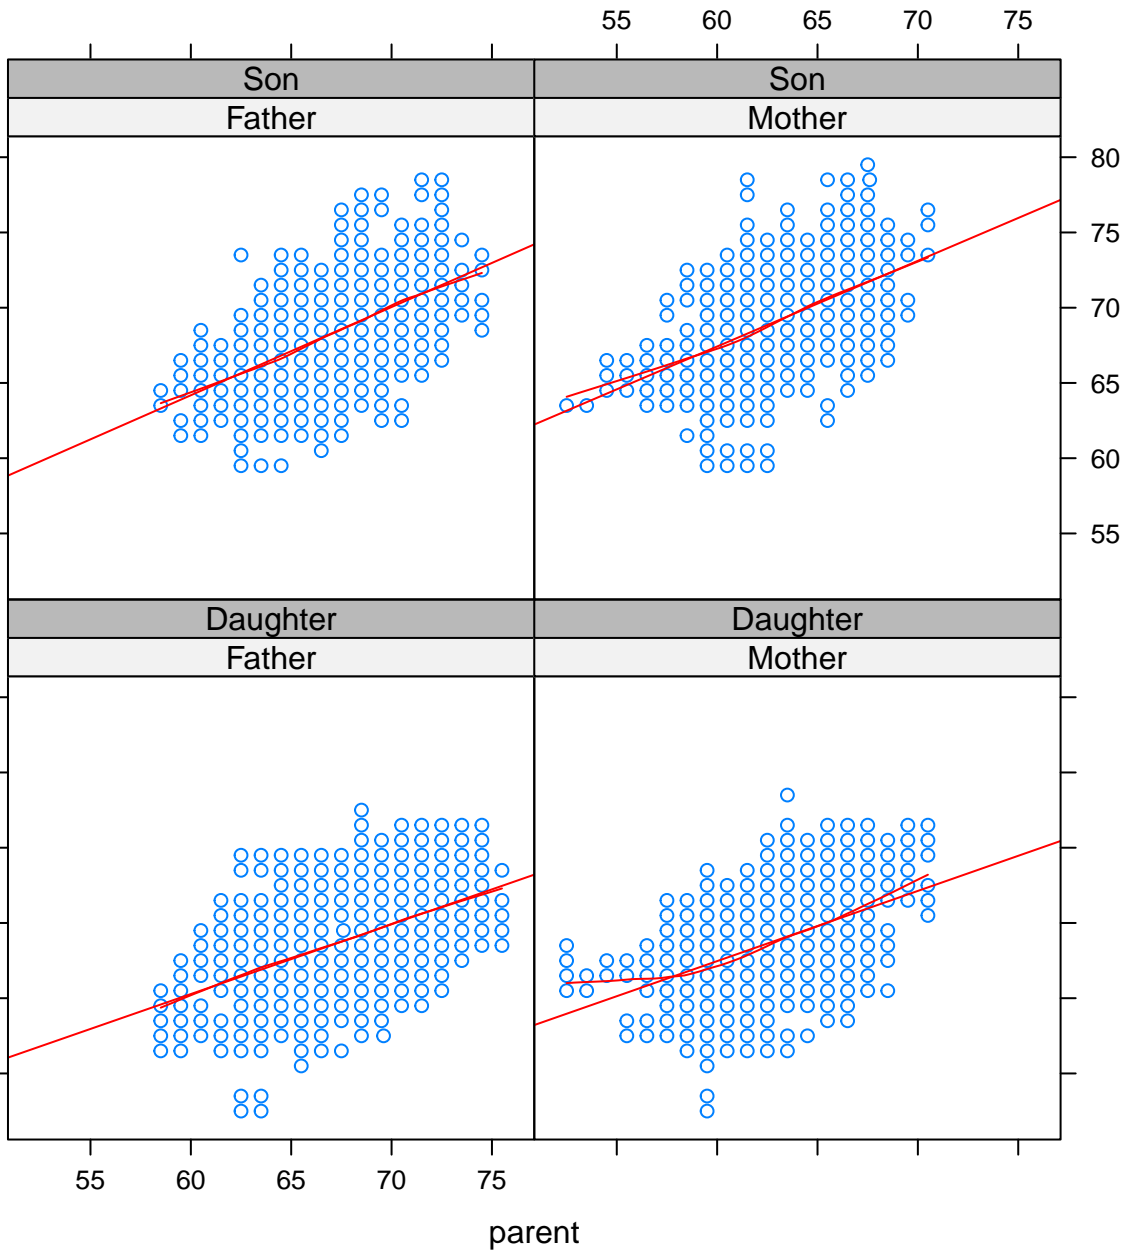 55 60 65 70 75
Son Son
Father Mother
80
75
70
65
60
55
Daughter Daughter
Father Mother
55 60 65 70 75
parent